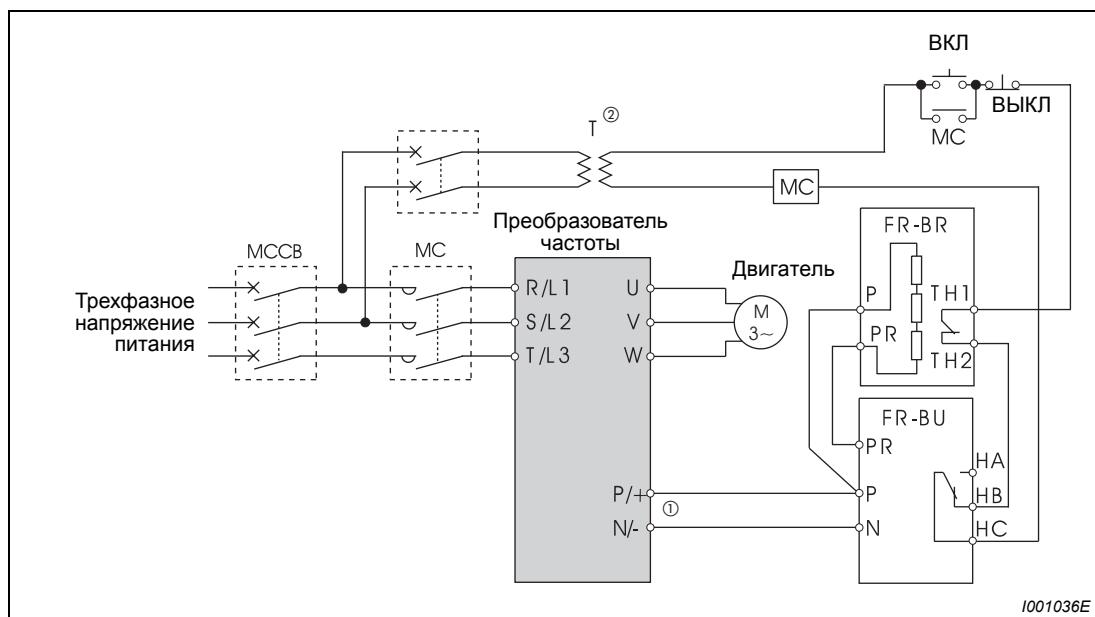 ВКЛ
ВЫКЛ
MC
T ②
MC
Преобразователь
частоты
FR-BR
MCCB
MC
Двигатель
R/L1
U
P
TH1
Трехфазное
напряжение
питания
S/L2
V
M
3~
PR
T/L3
W
TH2
FR-BU
PR
HA
P/+
①
P
HB
N/-
N
HC
I001036E